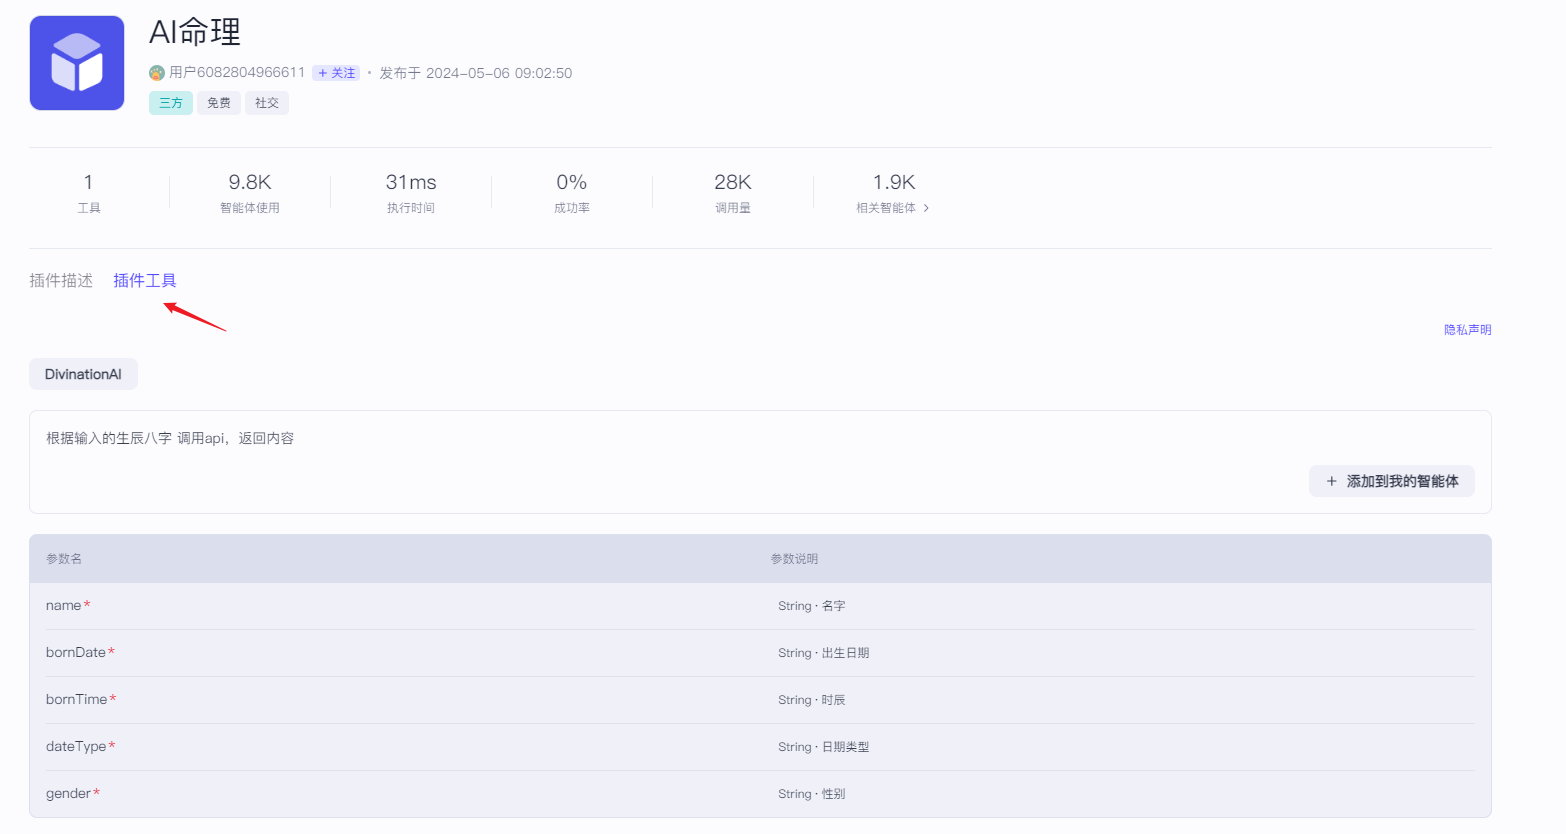 AI命理
用户6082804966611 + 关注 • 发布于 2024-05-06 09:02:50
三方 免费 社交
1 9.8K 31ms 0% 28K 1.9K
工具 智能体使用 执行时间 成功率 调用量 相关智能体 >
插件描述 插件工具
隐私声明
DivinationAI
根据输入的生辰八字 调用api，返回内容
+ 添加到我的智能体
参数名 参数说明
name* String · 名字
bornDate* String · 出生日期
bornTime* String · 时辰
dateType* String · 日期类型
gender* String · 性别